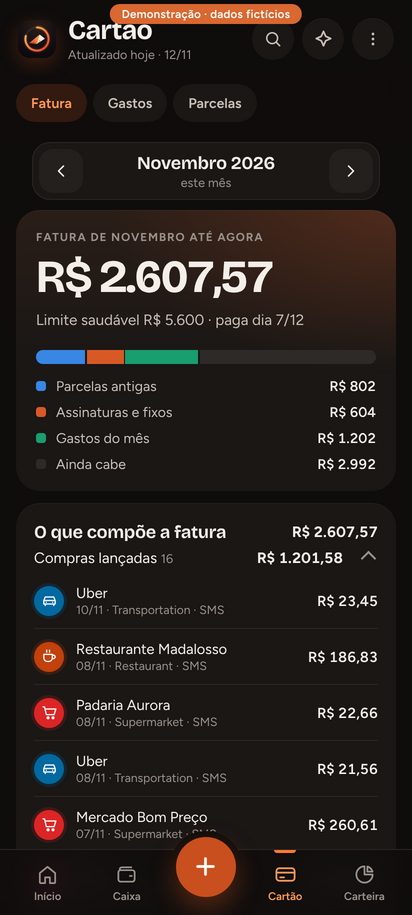 Demonstração · dados fictícios
Cartão
Atualizado hoje · 12/11
Fatura Gastos Parcelas
Novembro 2026
este mês
FATURA DE NOVEMBRO ATÉ AGORA
R$ 2.607,57
Limite saudável R$ 5.600 · paga dia 7/12
Parcelas antigas R$ 802
Assinaturas e fixos R$ 604
Gastos do mês R$ 1.202
Ainda cabe R$ 2.992
O que compõe a fatura R$ 2.607,57
Compras lançadas 16 R$ 1.201,58
Uber R$ 23,45
10/11 · Transportation · SMS
Restaurante Madalosso R$ 186,83
08/11 · Restaurant · SMS
Padaria Aurora R$ 22,66
08/11 · Supermarket · SMS
Uber R$ 21,56
08/11 · Transportation · SMS
Mercado Bom Preço R$ 260,61
07/11 · Supermarket · SMS
Início Caixa Cartão Carteira